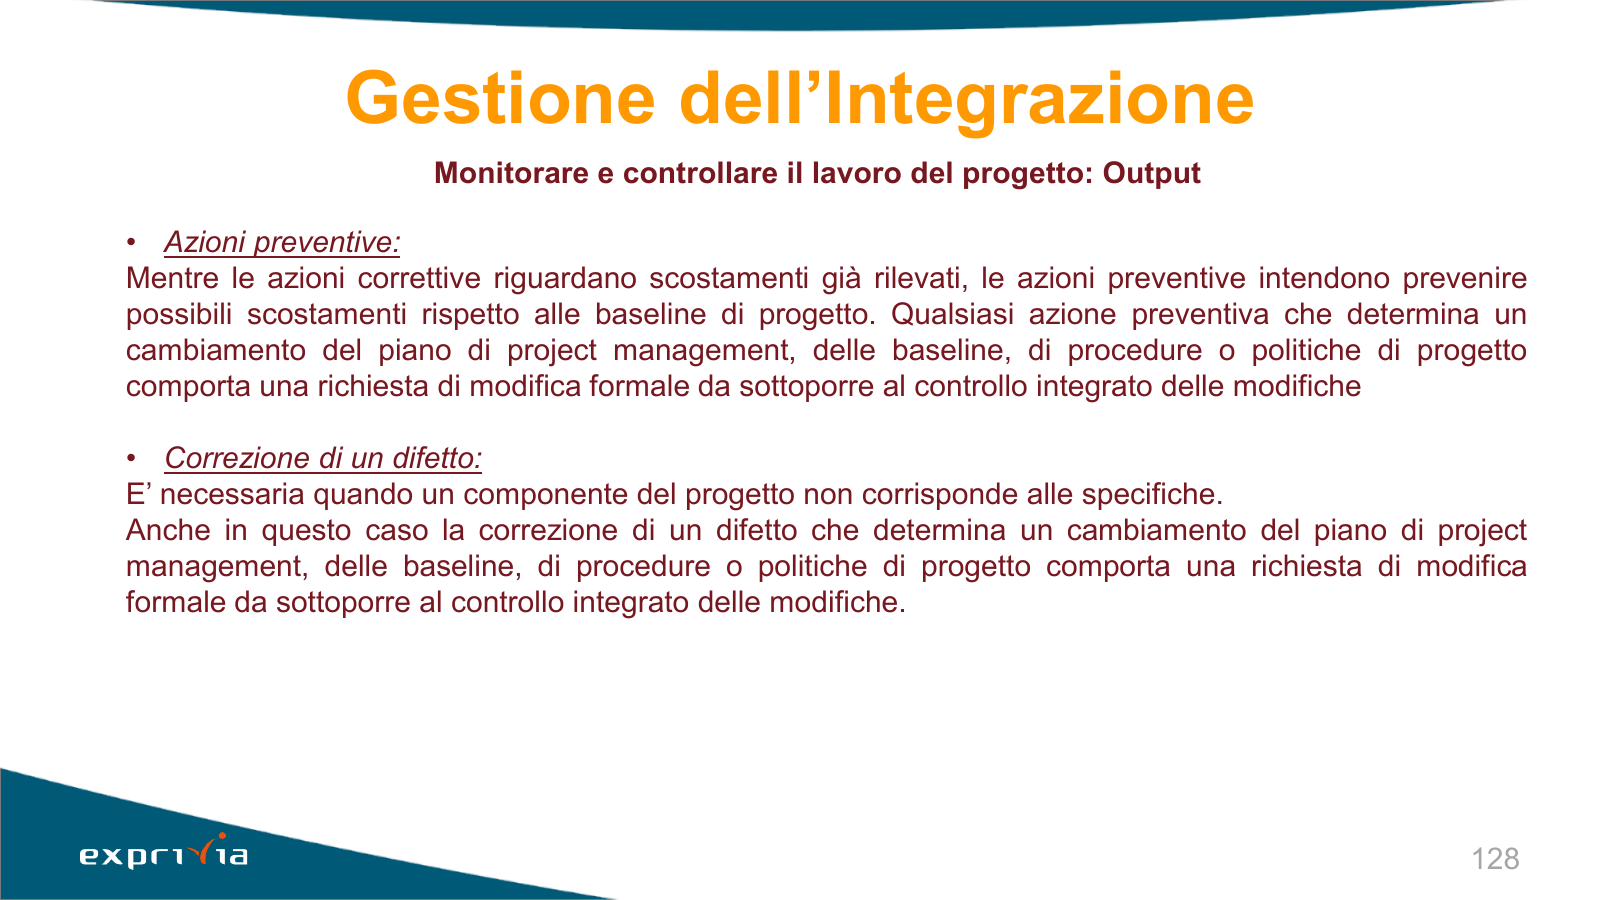 Gestione dell’Integrazione
Monitorare e controllare il lavoro del progetto: Output
• Azioni preventive:
Mentre le azioni correttive riguardano scostamenti già rilevati, le azioni preventive intendono prevenire
possibili scostamenti rispetto alle baseline di progetto. Qualsiasi azione preventiva che determina un
cambiamento del piano di project management, delle baseline, di procedure o politiche di progetto
comporta una richiesta di modifica formale da sottoporre al controllo integrato delle modifiche
• Correzione di un difetto:
E’ necessaria quando un componente del progetto non corrisponde alle specifiche.
Anche in questo caso la correzione di un difetto che determina un cambiamento del piano di project
management, delle baseline, di procedure o politiche di progetto comporta una richiesta di modifica
formale da sottoporre al controllo integrato delle modifiche.
exprivia
128